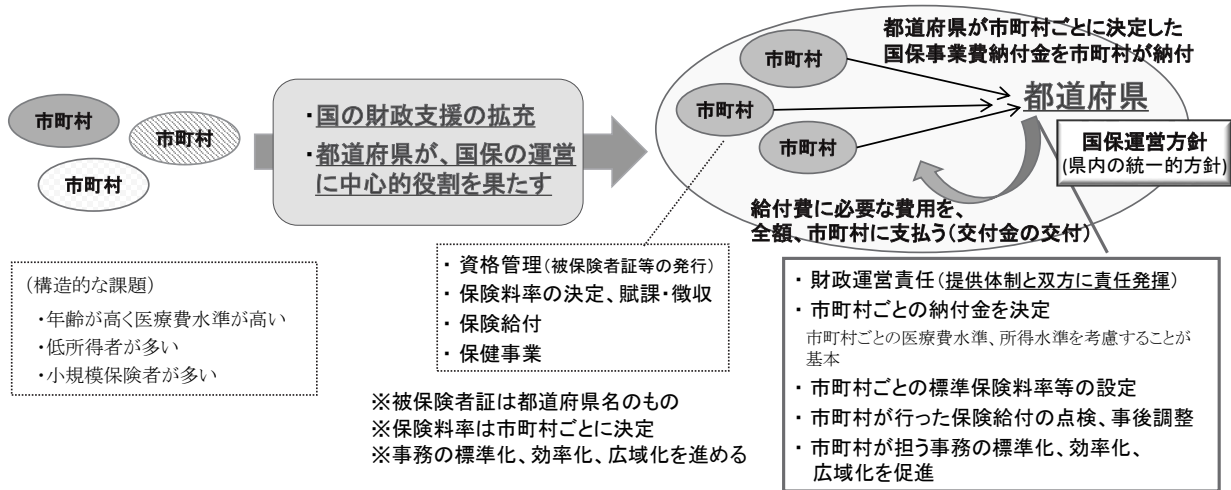 市町村
市町村
市町村
・国の財政支援の拡充
・都道府県が、国保の運営
に中心的役割を果たす
都道府県が市町村ごとに決定した
国保事業費納付金を市町村が納付
市町村
市町村
市町村
都道府県
国保運営方針
(県内の統一的方針)
給付費に必要な費用を、
全額、市町村に支払う(交付金の交付)
(構造的な課題)
・年齢が高く医療費水準が高い
・低所得者が多い
・小規模保険者が多い
・ 資格管理(被保険者証等の発行)
・ 保険料率の決定、賦課・徴収
・ 保険給付
・ 保健事業
※被保険者証は都道府県名のもの
※保険料率は市町村ごとに決定
※事務の標準化、効率化、広域化を進める
・ 財政運営責任(提供体制と双方に責任発揮)
・ 市町村ごとの納付金を決定
市町村ごとの医療費水準、所得水準を考慮することが
基本
・ 市町村ごとの標準保険料率等の設定
・ 市町村が行った保険給付の点検、事後調整
・ 市町村が担う事務の標準化、効率化、
広域化を促進